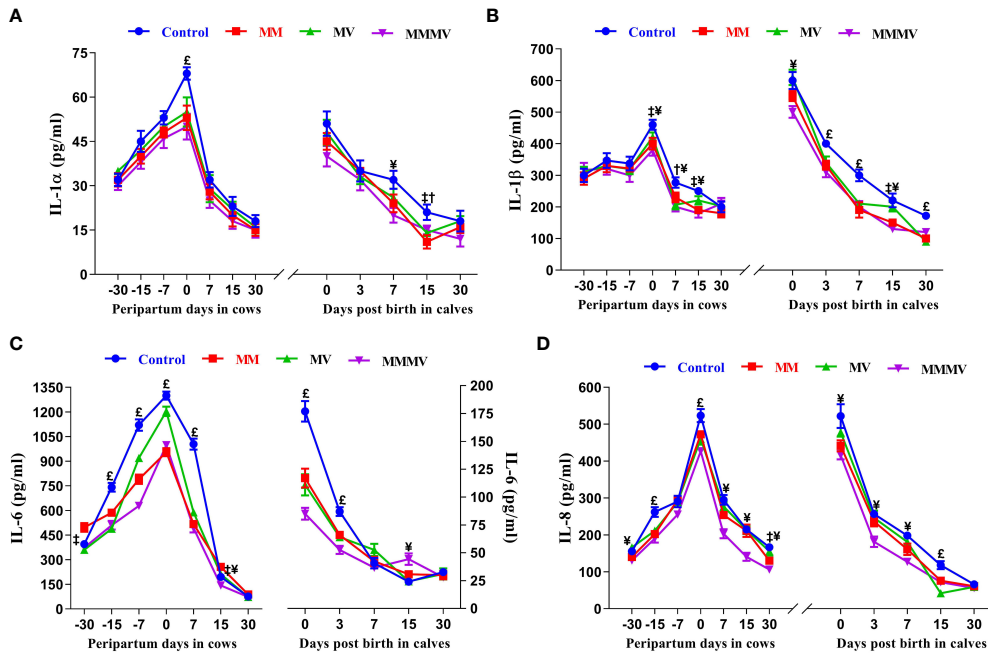 A
Control MM MV MMMV
IL-1α (pg/ml)
75
60
45
30
15
0
£
¥
‡†
-30 -15 -7 0 7 15 30
0 3 7 15 30
Peripartum days in cows
Days post birth in calves
B
Control MM MV MMMV
IL-1β (pg/ml)
700
600
500
400
300
200
100
0
‡¥
†¥
‡¥
¥
£
£
‡¥
£
-30 -15 -7 0 7 15 30
0 3 7 15 30
Peripartum days in cows
Days post birth in calves
C
Control MM MV MMMV
IL-6 (pg/ml)
1350
1200
1050
900
750
600
450
300
150
0
‡
£
£
£
£
‡¥
£
£
¥
200
175
150
125
100
75
50
25
0
IL-6 (pg/ml)
-30 -15 -7 0 7 15 30
0 3 7 15 30
Peripartum days in cows
Days post birth in calves
D
Control MM MV MMMV
IL-8 (pg/ml)
600
500
400
300
200
100
0
¥
£
£
¥
¥
‡¥
¥
¥
¥
£
-30 -15 -7 0 7 15 30
0 3 7 15 30
Peripartum days in cows
Days post birth in calves